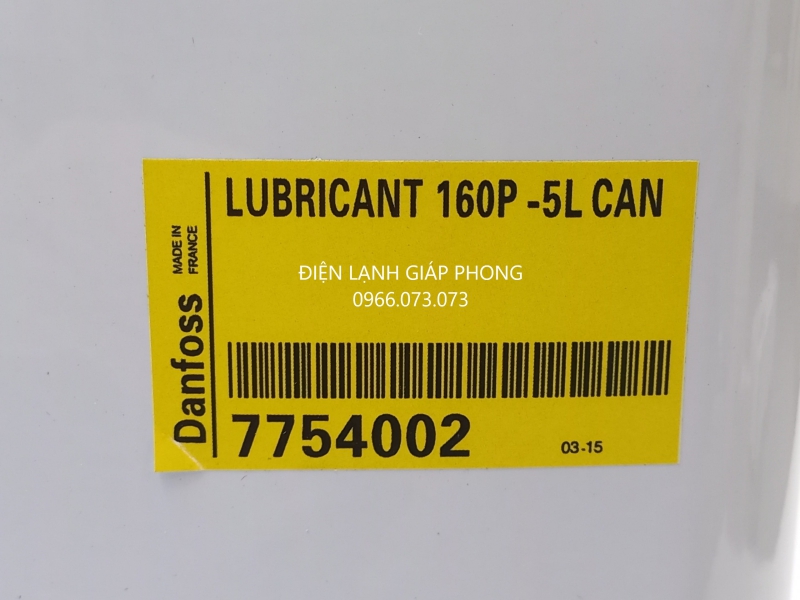 LUBRICANT 160P -5L CAN
MADE IN
FRANCE
Danfoss
ĐIỆN LẠNH GIÁP PHONG
0966.073.073
7754002
03-15